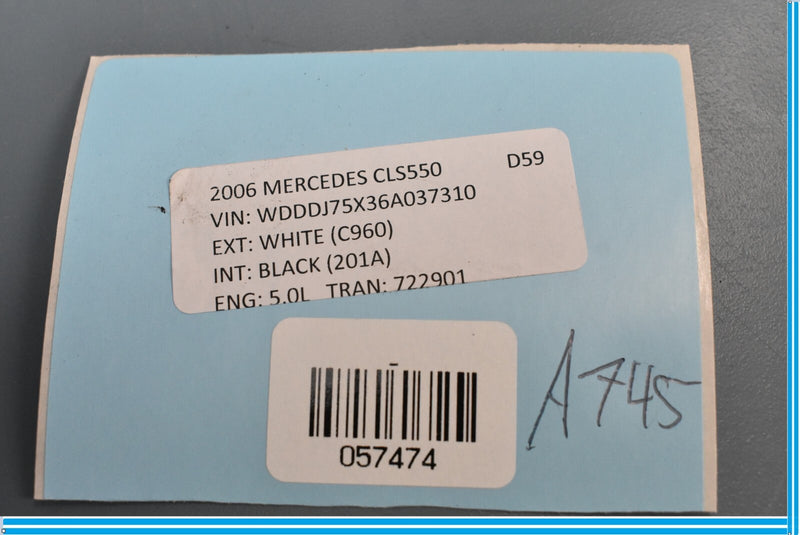 2006 MERCEDES CLS550 D59
VIN: WDDDJ75X36A037310
EXT: WHITE (C960)
INT: BLACK (201A)
ENG: 5.0L TRAN: 722901
057474
A745